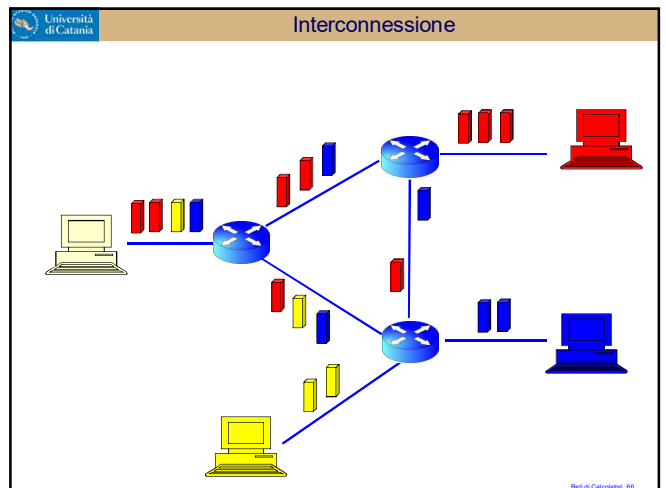 Università
di Catania
Interconnessione
Reti di Calcolatori 66